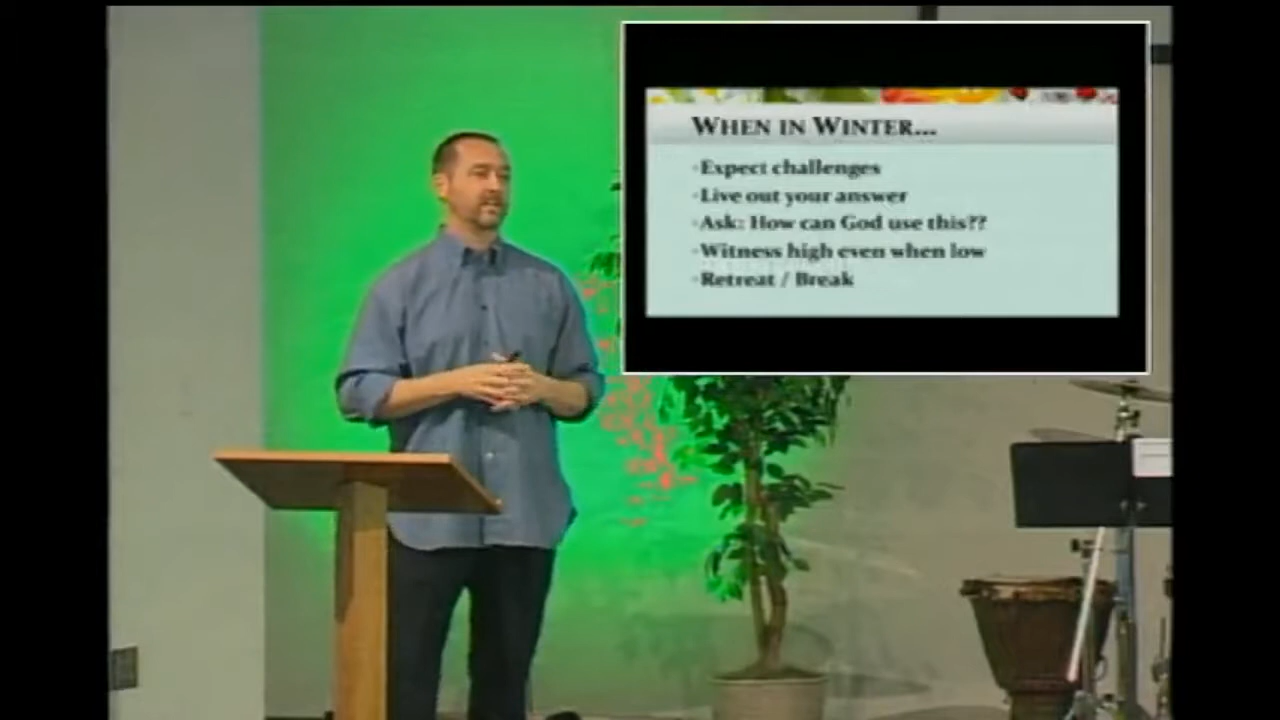 WHEN IN WINTER...
•Expect challenges
•Live out your answer
•Ask: How can God use this??
•Witness high even when low
•Retreat / Break